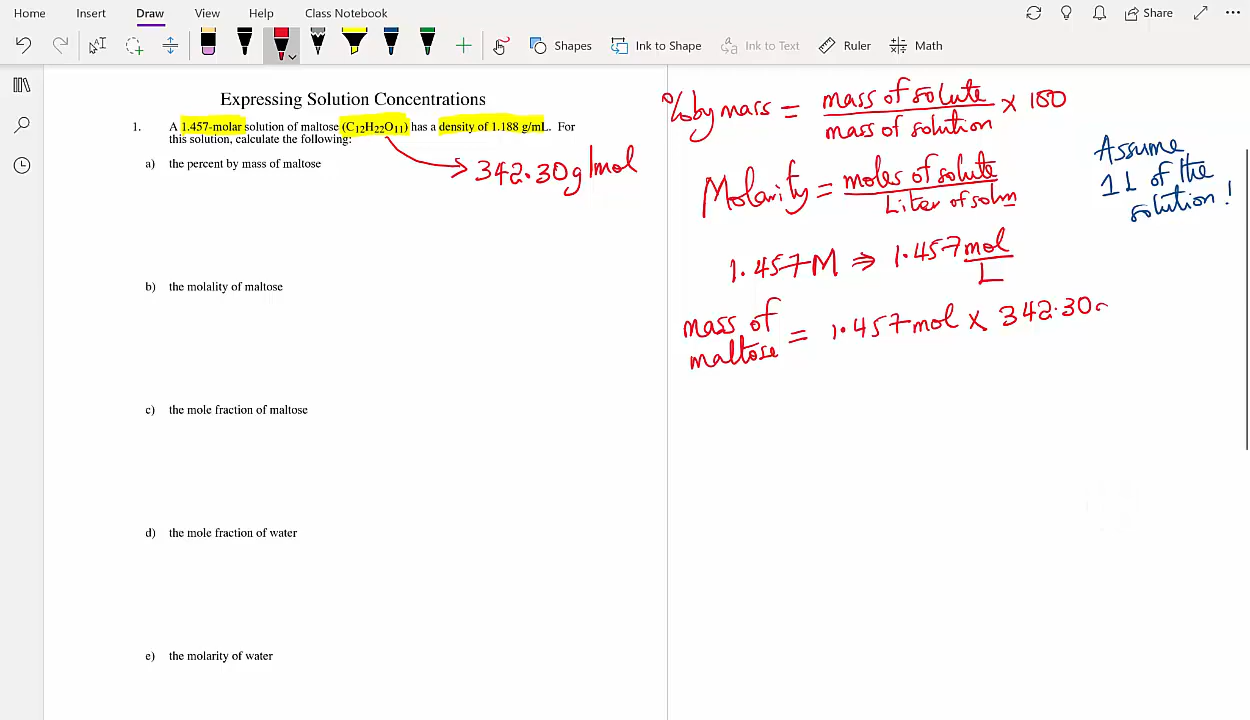 Home Insert Draw View Help Class Notebook Share
Shapes Ink to Shape Ink to Text Ruler Math
Expressing Solution Concentrations
1. A 1.457-molar solution of maltose (C12H22O11) has a density of 1.188 g/mL. For
this solution, calculate the following:
a) the percent by mass of maltose
342.30g/mol
b) the molality of maltose
c) the mole fraction of maltose
d) the mole fraction of water
e) the molarity of water
% by mass = mass of solute / mass of solution × 100
Molarity = moles of solute / Liter of soln
Assume
1 L of the
solution!
1.457M ⇒ 1.457 mol / L
mass of
maltose = 1.457mol × 342.30